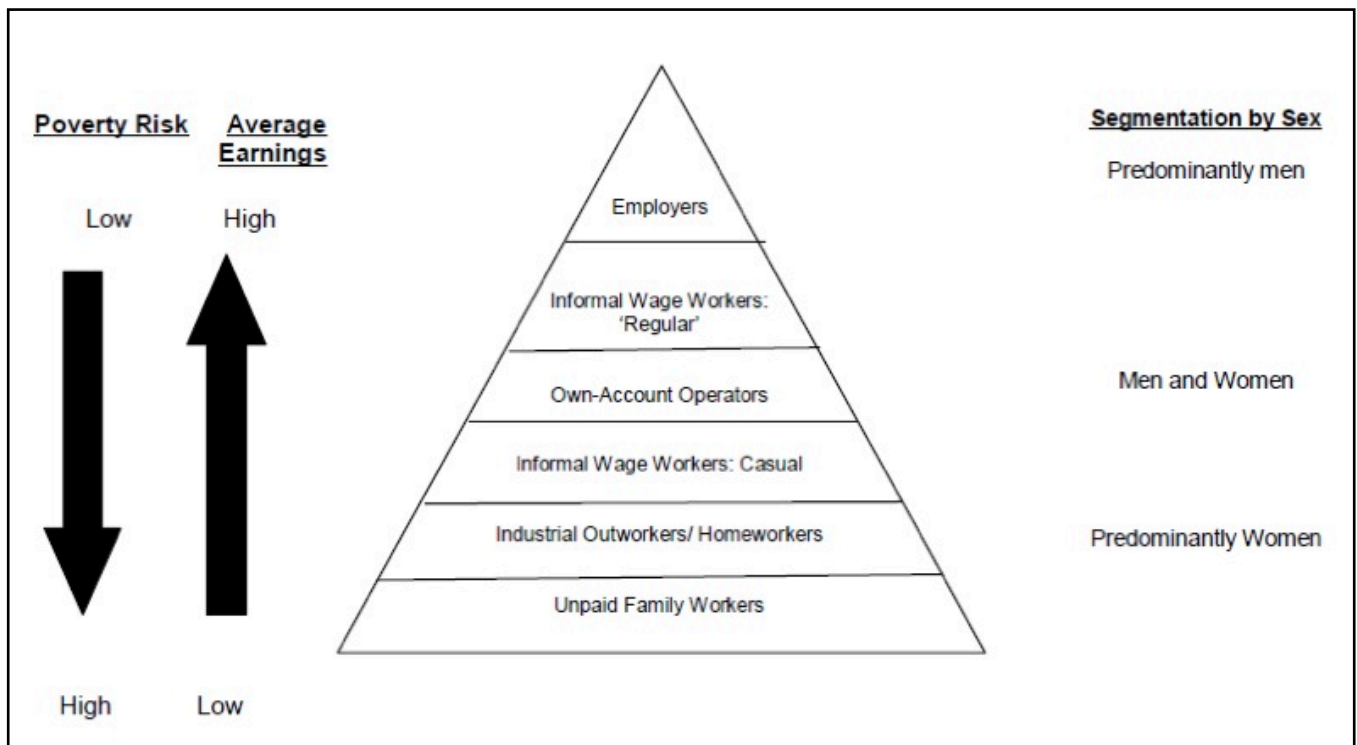 Poverty Risk
Average
Earnings
Low
High
High
Low
Employers
Informal Wage Workers:
‘Regular’
Own-Account Operators
Informal Wage Workers: Casual
Industrial Outworkers/ Homeworkers
Unpaid Family Workers
Segmentation by Sex
Predominantly men
Men and Women
Predominantly Women